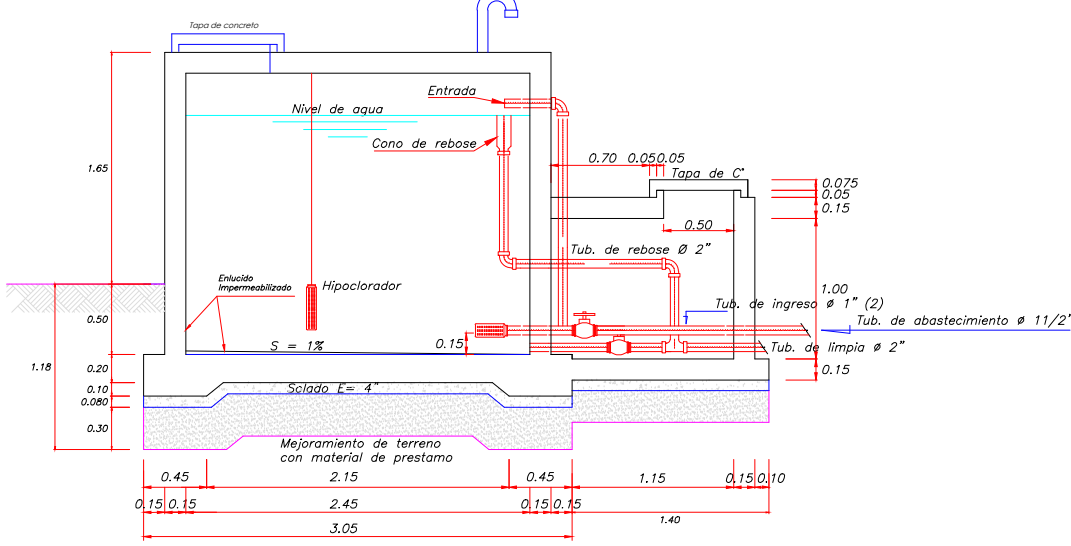 Tapa de concreto
Entrada
Nivel de agua
Cono de rebose
0.70 0.05 0.05
Tapa de C°
0.075
0.05
0.15
1.65
0.50
Tub. de rebose Ø 2"
Enlucido
Impermeabilizado
Hipoclorador
1.00
Tub. de ingreso ø 1" (2)
Tub. de abastecimiento ø 11/2'
0.50
S = 1%
0.15
Tub. de limpia ø 2"
1.18
0.20
0.15
0.10
Sclado E= 4"
0.080
0.30
Mejoramiento de terreno
con material de prestamo
0.45 2.15 0.45 1.15 0.15 0.10
0.15 0.15 2.45 0.15 0.15
1.40
3.05